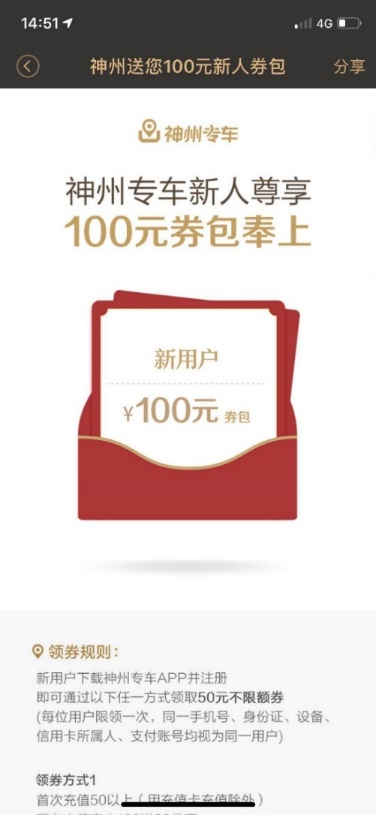 14:51
4G
神州送您100元新人券包
分享
神州专车
神州专车新人尊享
100元券包奉上
新用户
¥100元 券包
领券规则：
新用户下载神州专车APP并注册
即可通过以下任一方式领取50元不限额券
(每位用户限领一次，同一手机号、身份证、设备、
信用卡所属人、支付账号均视为同一用户)
领券方式1
首次充值50以上（用充值卡充值除外）